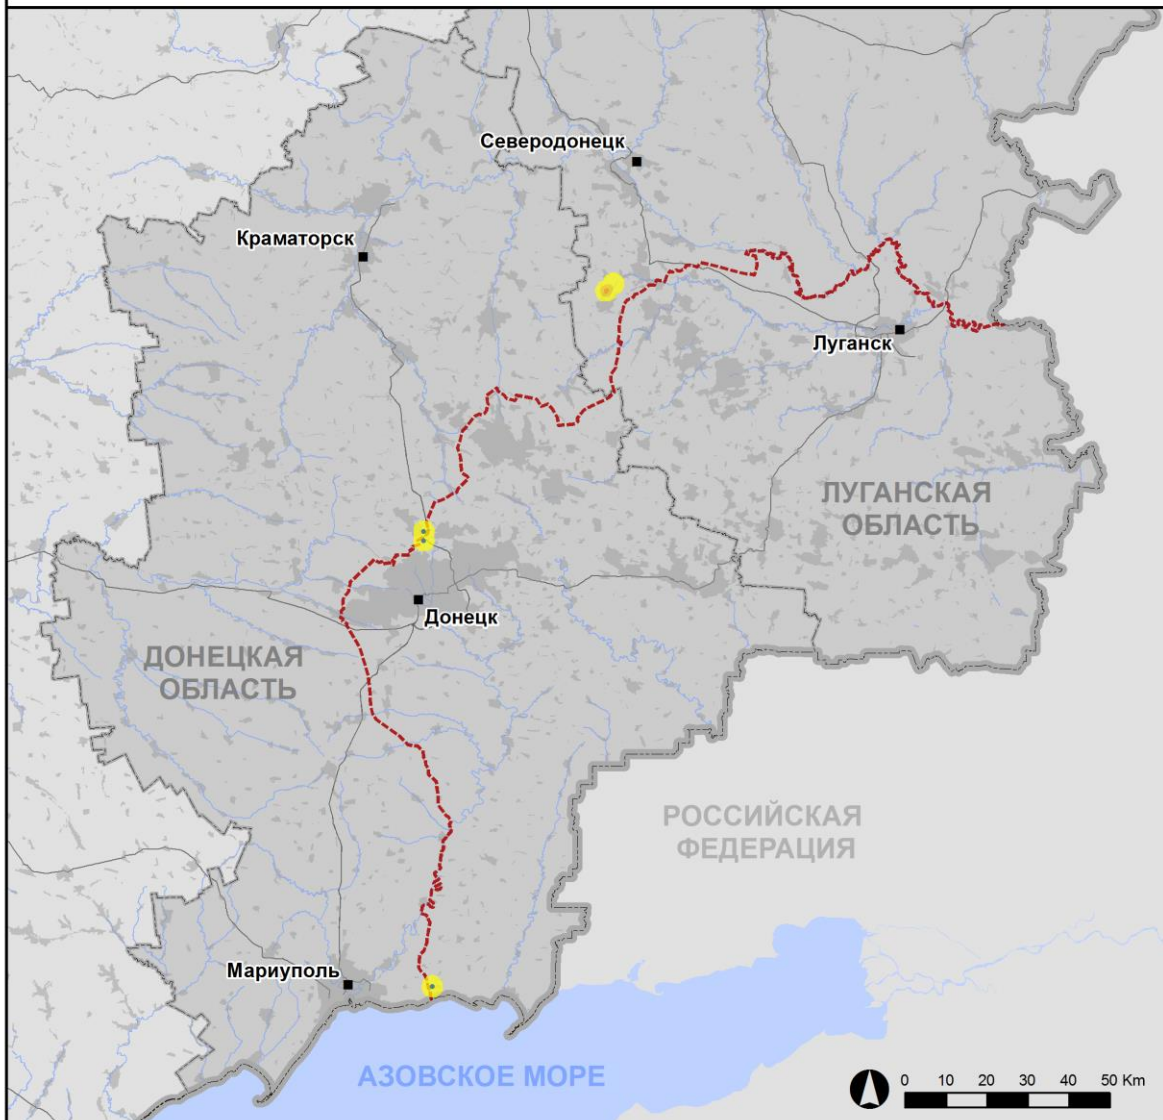 Северодонецк
Краматорск
Луганск
ЛУГАНСКАЯ
ОБЛАСТЬ
Донецк
ДОНЕЦКАЯ
ОБЛАСТЬ
РОССИЙСКАЯ
ФЕДЕРАЦИЯ
Мариуполь
АЗОВСКОЕ МОРЕ
0 10 20 30 40 50 Km